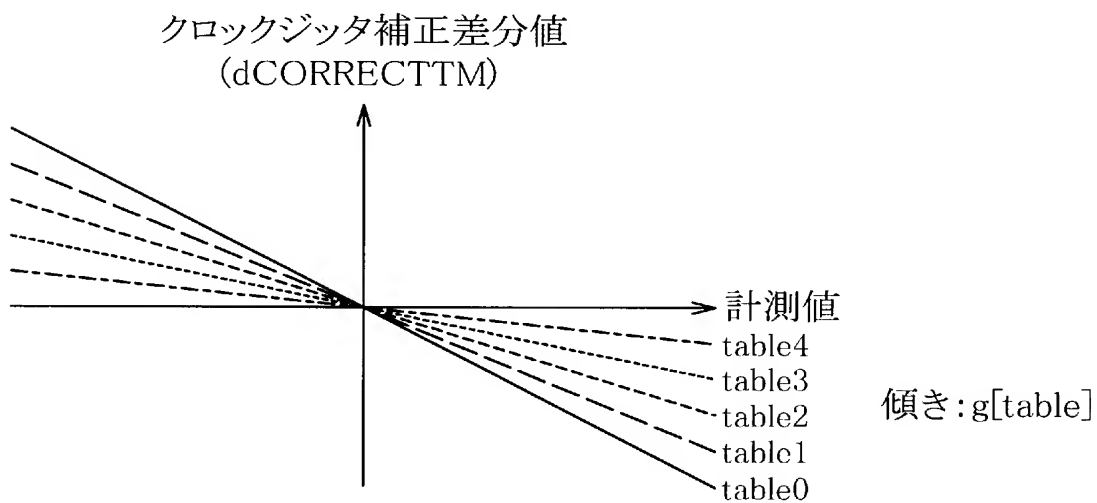 クロックジッタ補正差分値
(dCORRECTTM)
計測値
table4
table3
table2
傾き:g[table]
table1
table0